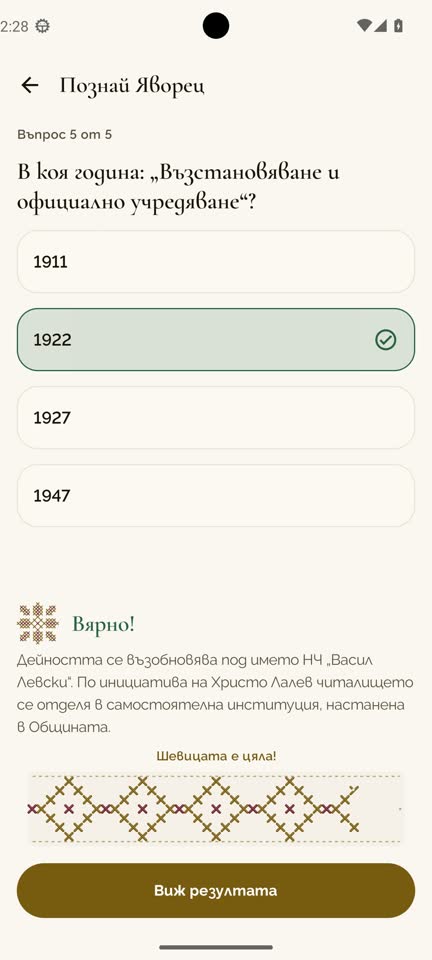 2:28
Познай Яворец
Въпрос 5 от 5
В коя година: „Възстановяване и
официално учредяване“?
1911
1922
1927
1947
Вярно!
Дейността се възобновява под името НЧ „Васил
Левски“. По инициатива на Христо Лалев читалището
се отделя в самостоятелна институция, настанена
в Общината.
Шевицата е цяла!
Виж резултата